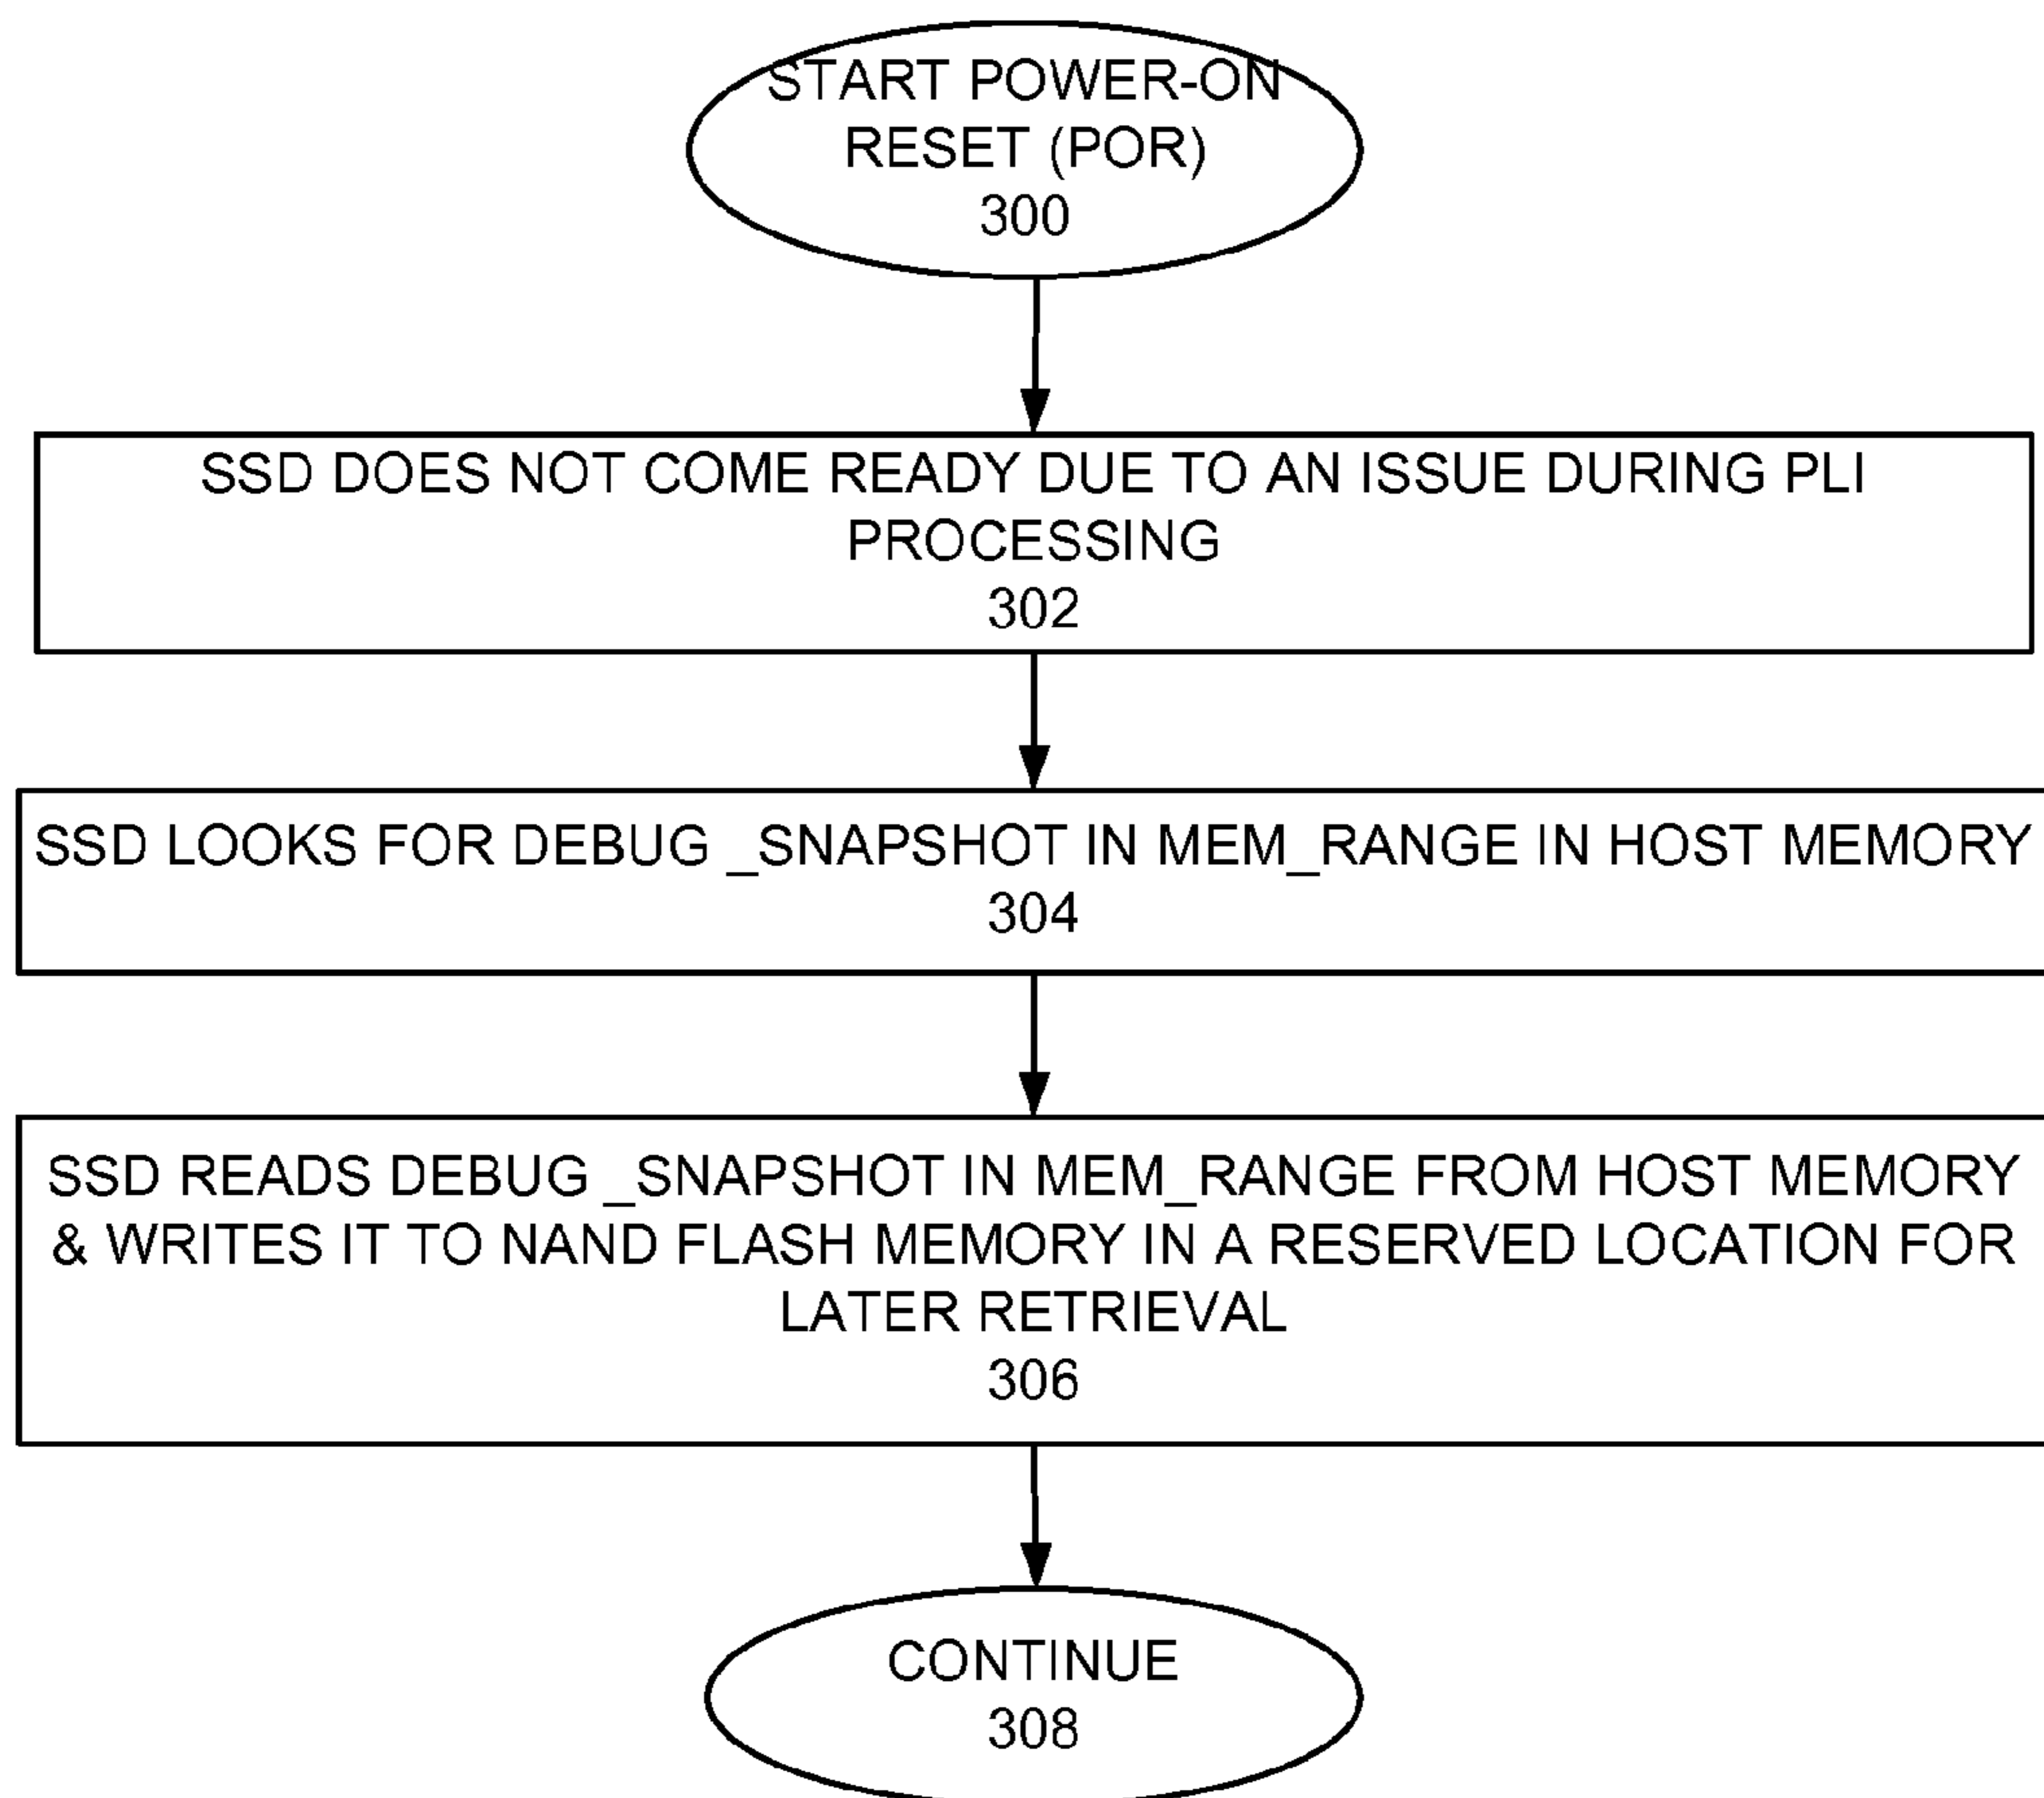 START POWER-ON
RESET (POR)
300
SSD DOES NOT COME READY DUE TO AN ISSUE DURING PLI
PROCESSING
302
SSD LOOKS FOR DEBUG _SNAPSHOT IN MEM_RANGE IN HOST MEMORY
304
SSD READS DEBUG _SNAPSHOT IN MEM_RANGE FROM HOST MEMORY
& WRITES IT TO NAND FLASH MEMORY IN A RESERVED LOCATION FOR
LATER RETRIEVAL
306
CONTINUE
308